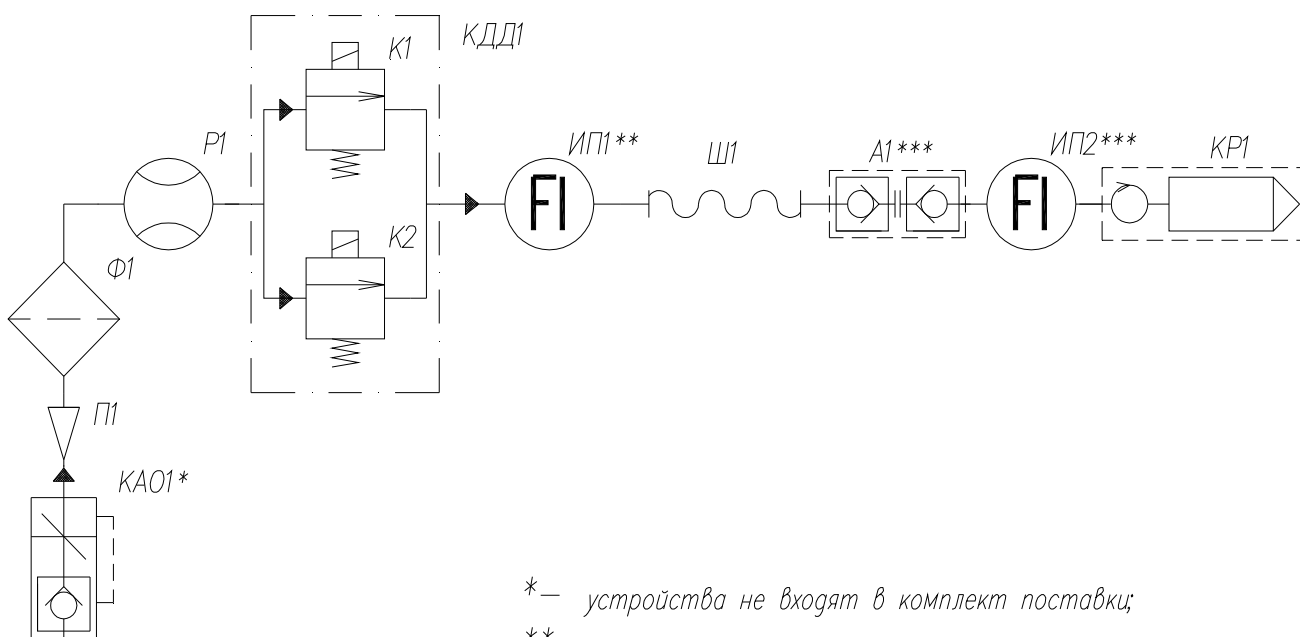 К1
КДД1
Р1
ИП1**
Ш1
А1***
ИП2***
КР1
FI
FI
К2
Ф1
П1
КАО1*
*— устройства не входят в комплект поставки;
**